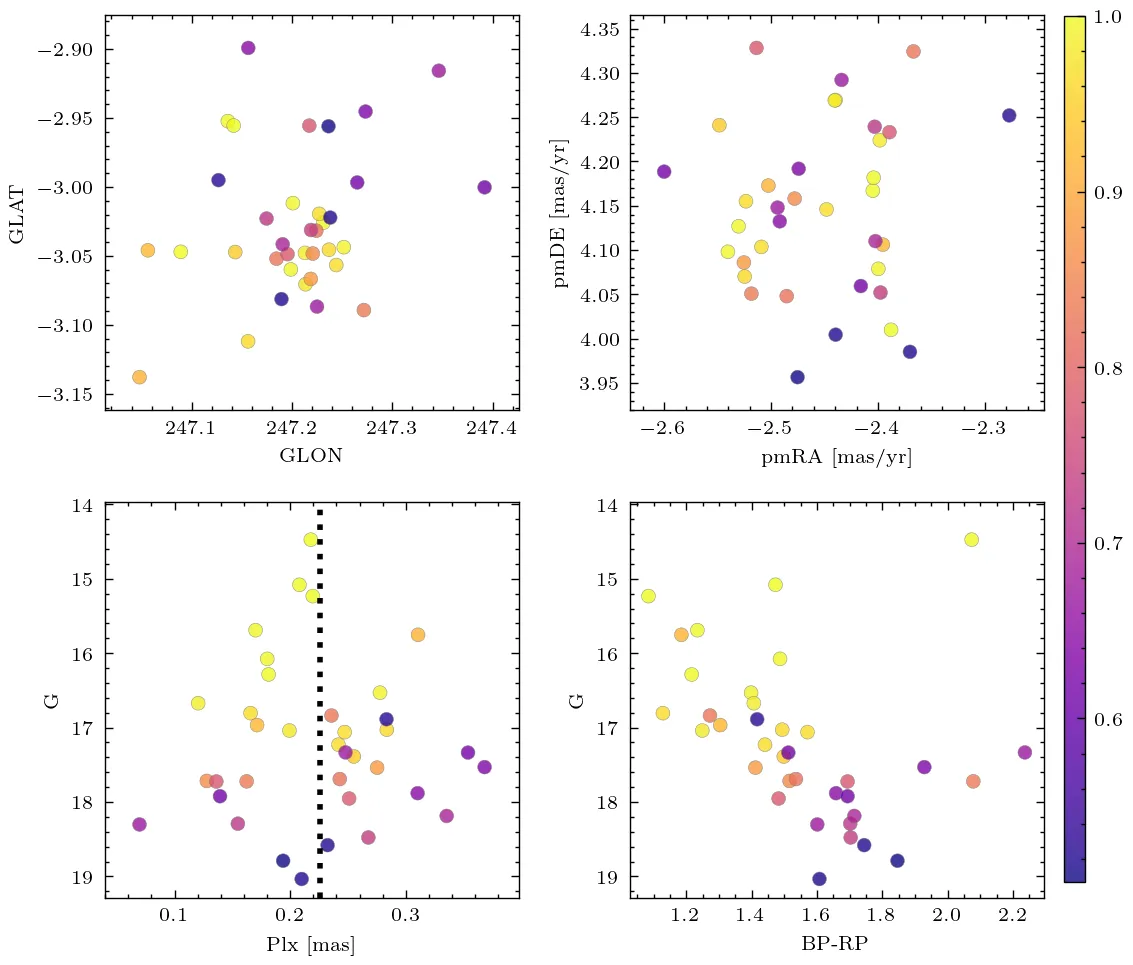 −2.90
−2.95
−3.00
−3.05
−3.10
−3.15
GLAT
247.1 247.2 247.3 247.4
GLON
4.35
4.30
4.25
4.20
4.15
4.10
4.05
4.00
3.95
pmDE [mas/yr]
−2.6 −2.5 −2.4 −2.3
pmRA [mas/yr]
1.0
0.9
0.8
0.7
0.6
14
15
16
17
18
19
G
0.1 0.2 0.3
Plx [mas]
14
15
16
17
18
19
G
1.2 1.4 1.6 1.8 2.0 2.2
BP-RP